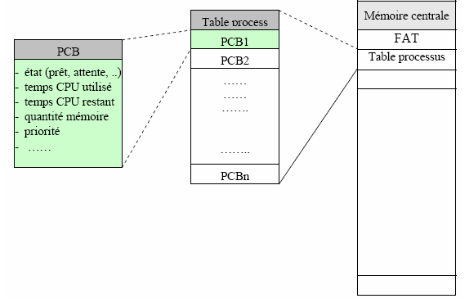 PCB
- état (prêt, attente, ..)
- temps CPU utilisé
- temps CPU restant
- quantité mémoire
- priorité
- ......
Table process
PCB1
PCB2
......
......
.......
........
PCBn
Mémoire centrale
FAT
Table processus